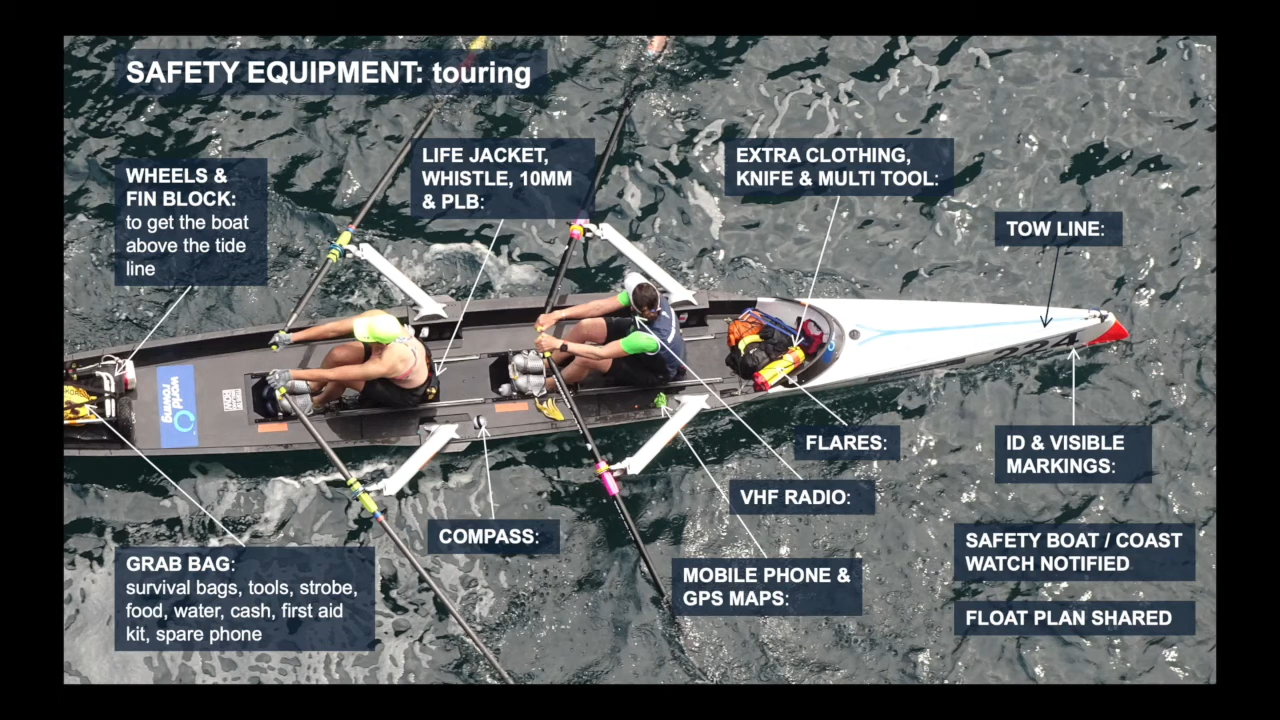 SAFETY EQUIPMENT: touring
WHEELS &
FIN BLOCK:
to get the boat
above the tide
line
LIFE JACKET,
WHISTLE, 10MM
& PLB:
EXTRA CLOTHING,
KNIFE & MULTI TOOL:
TOW LINE:
world
rowing
224
FLARES:
ID & VISIBLE
MARKINGS:
VHF RADIO:
COMPASS:
SAFETY BOAT / COAST
WATCH NOTIFIED
GRAB BAG:
survival bags, tools, strobe,
food, water, cash, first aid
kit, spare phone
MOBILE PHONE &
GPS MAPS:
FLOAT PLAN SHARED